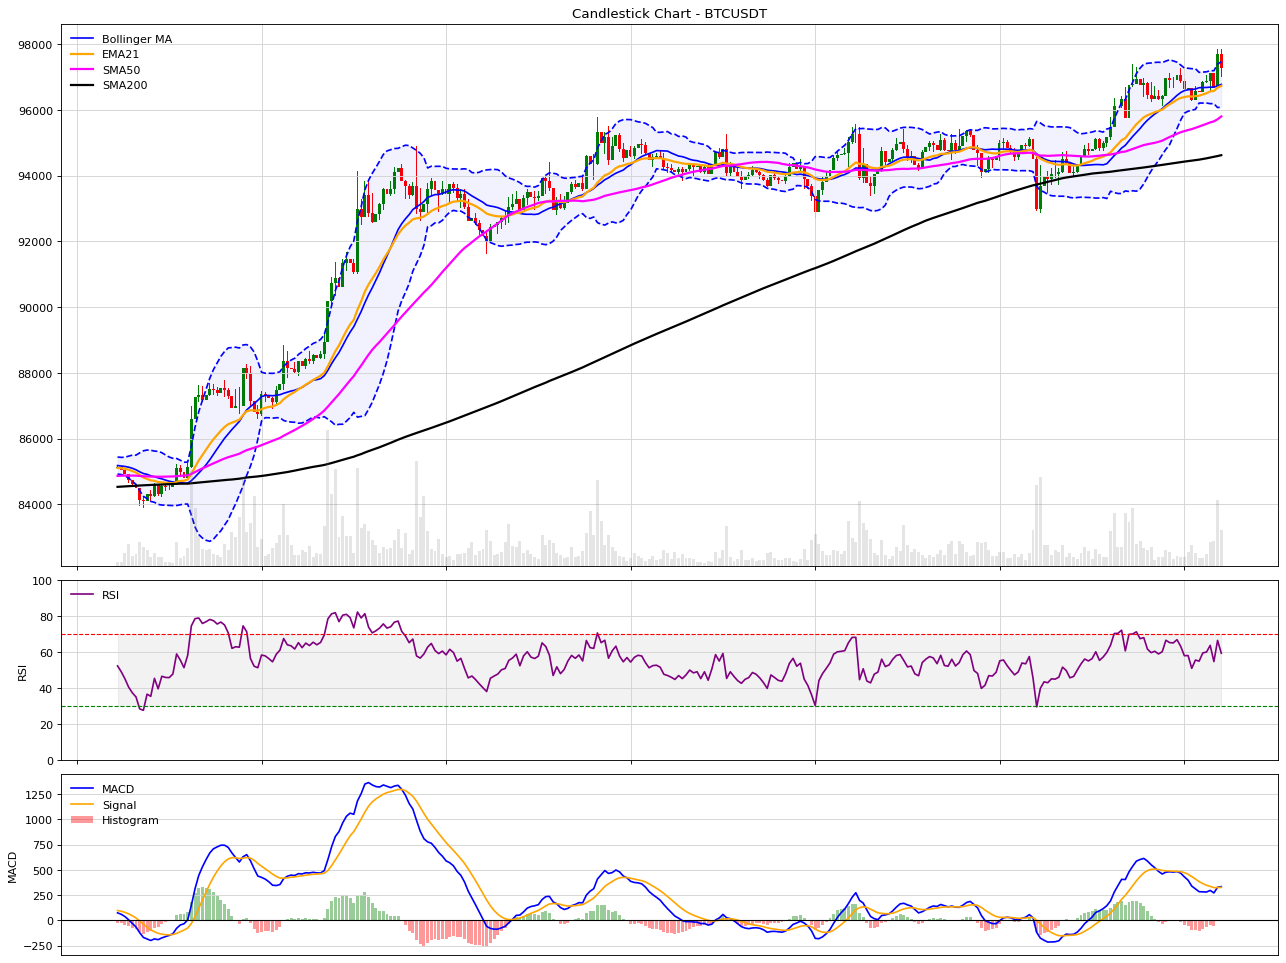 Candlestick Chart - BTCUSDT
Bollinger MA
EMA21
SMA50
SMA200
98000
96000
94000
92000
90000
88000
86000
84000
RSI
100
80
60
40
20
0
RSI
MACD
Signal
Histogram
1250
1000
750
500
250
0
−250
MACD